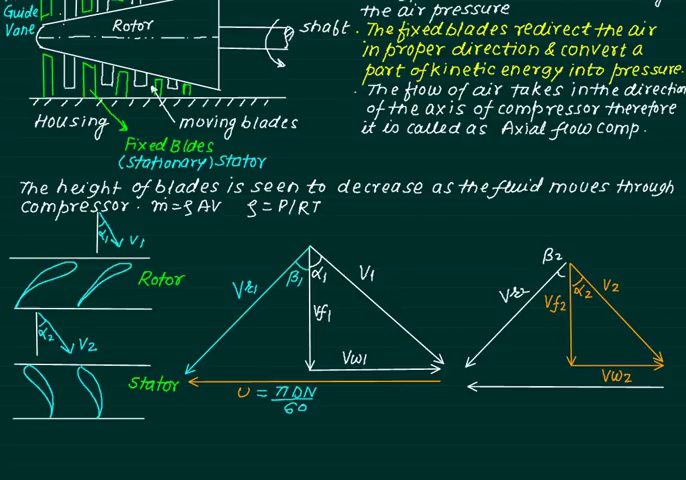 Guide
Vane
Rotor
shaft
Housing
moving blades
Fixed Bldes
(stationary) Stator
the air pressure
. The fixed blades redirect the air
in proper direction & convert a
part of kinetic energy into pressure.
. The flow of air takes in the direction
of the axis of compressor therefore
it is called as Axial flow comp.
The height of blades is seen to decrease as the fluid moves through
compressor. ṁ = ρAV ρ = P/RT
α1 V1
Rotor
α2 V2
Stator
Vr1 β1 α1 V1
Vf1
Vw1
U = πDN/60
β2
Vr2 Vf2 α2 V2
Vw2